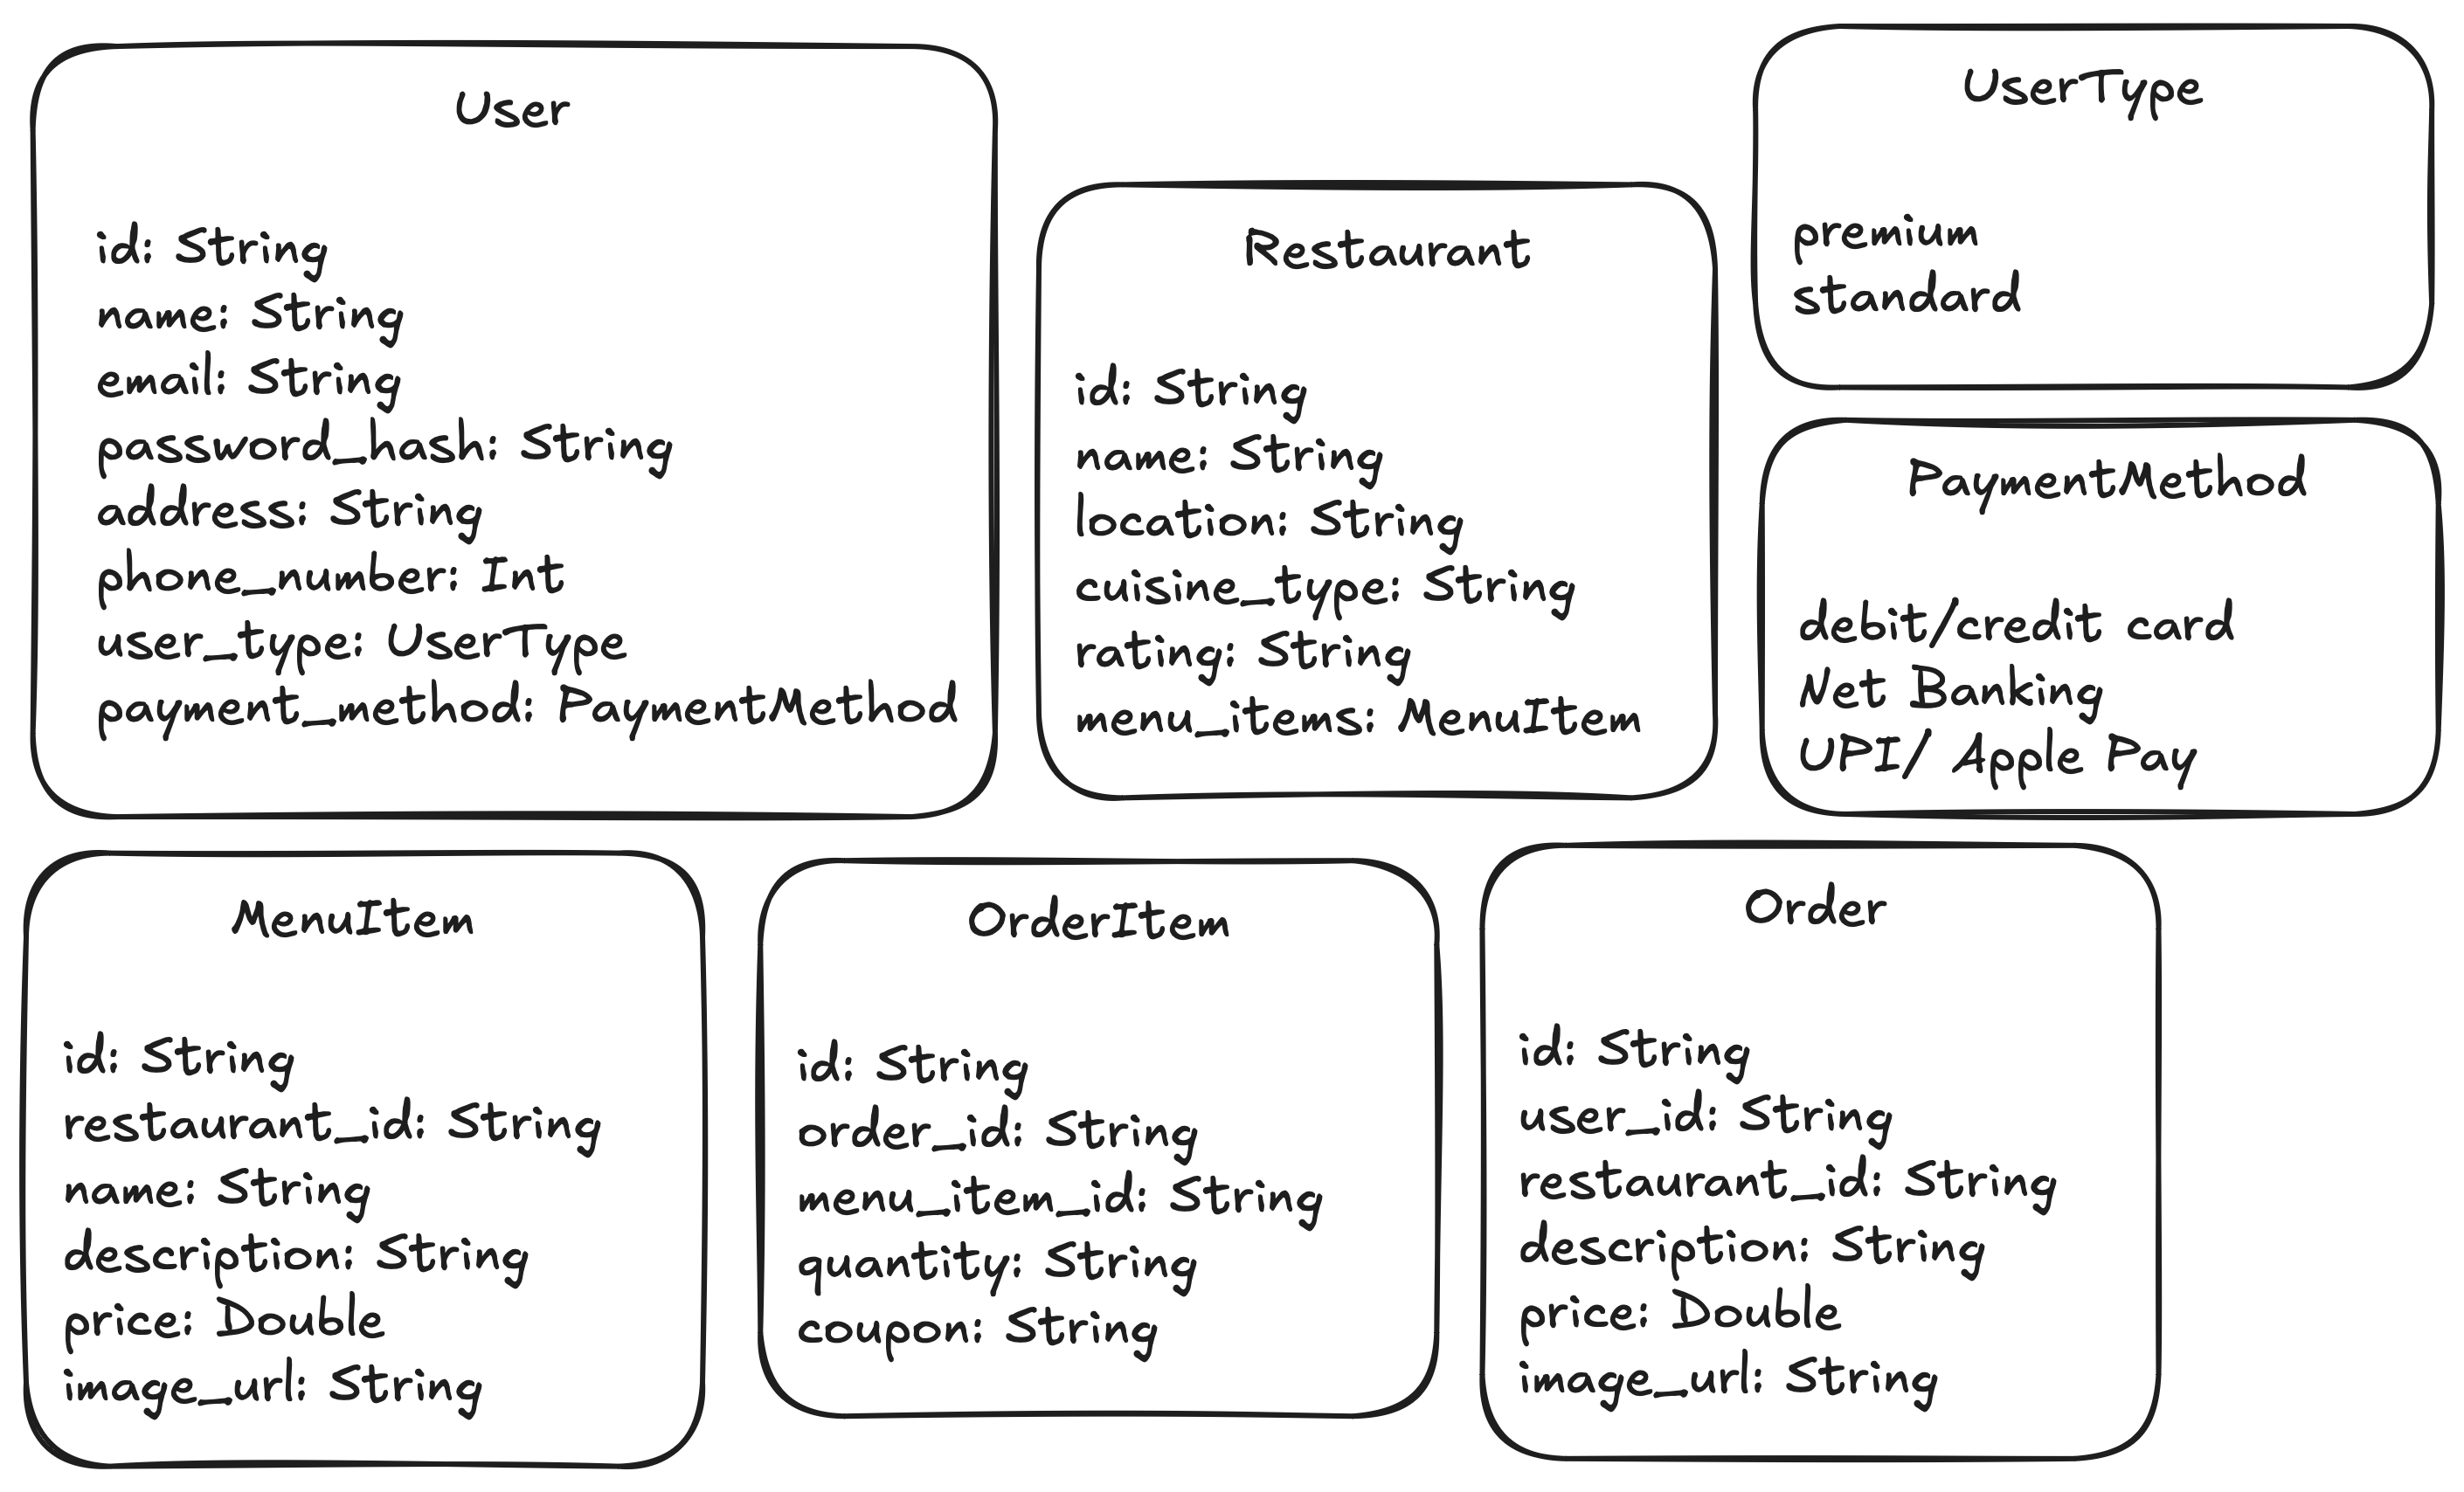 User
id: String
name: String
email: String
password_hash: String
address: String
phone_number: Int
user_type: UserType
payment_method: PaymentMethod
Restaurant
id: String
name: String
location: String
cuisine_type: String
rating: String
menu_items: MenuItem
UserType
premium
standard
PaymentMethod
debit/credit card
Net Banking
UPI/ Apple Pay
MenuItem
id: String
restaurant_id: String
name: String
description: String
price: Double
image_url: String
OrderItem
id: String
order_id: String
menu_item_id: String
quantity: String
coupon: String
Order
id: String
user_id: String
restaurant_id: String
description: String
price: Double
image_url: String